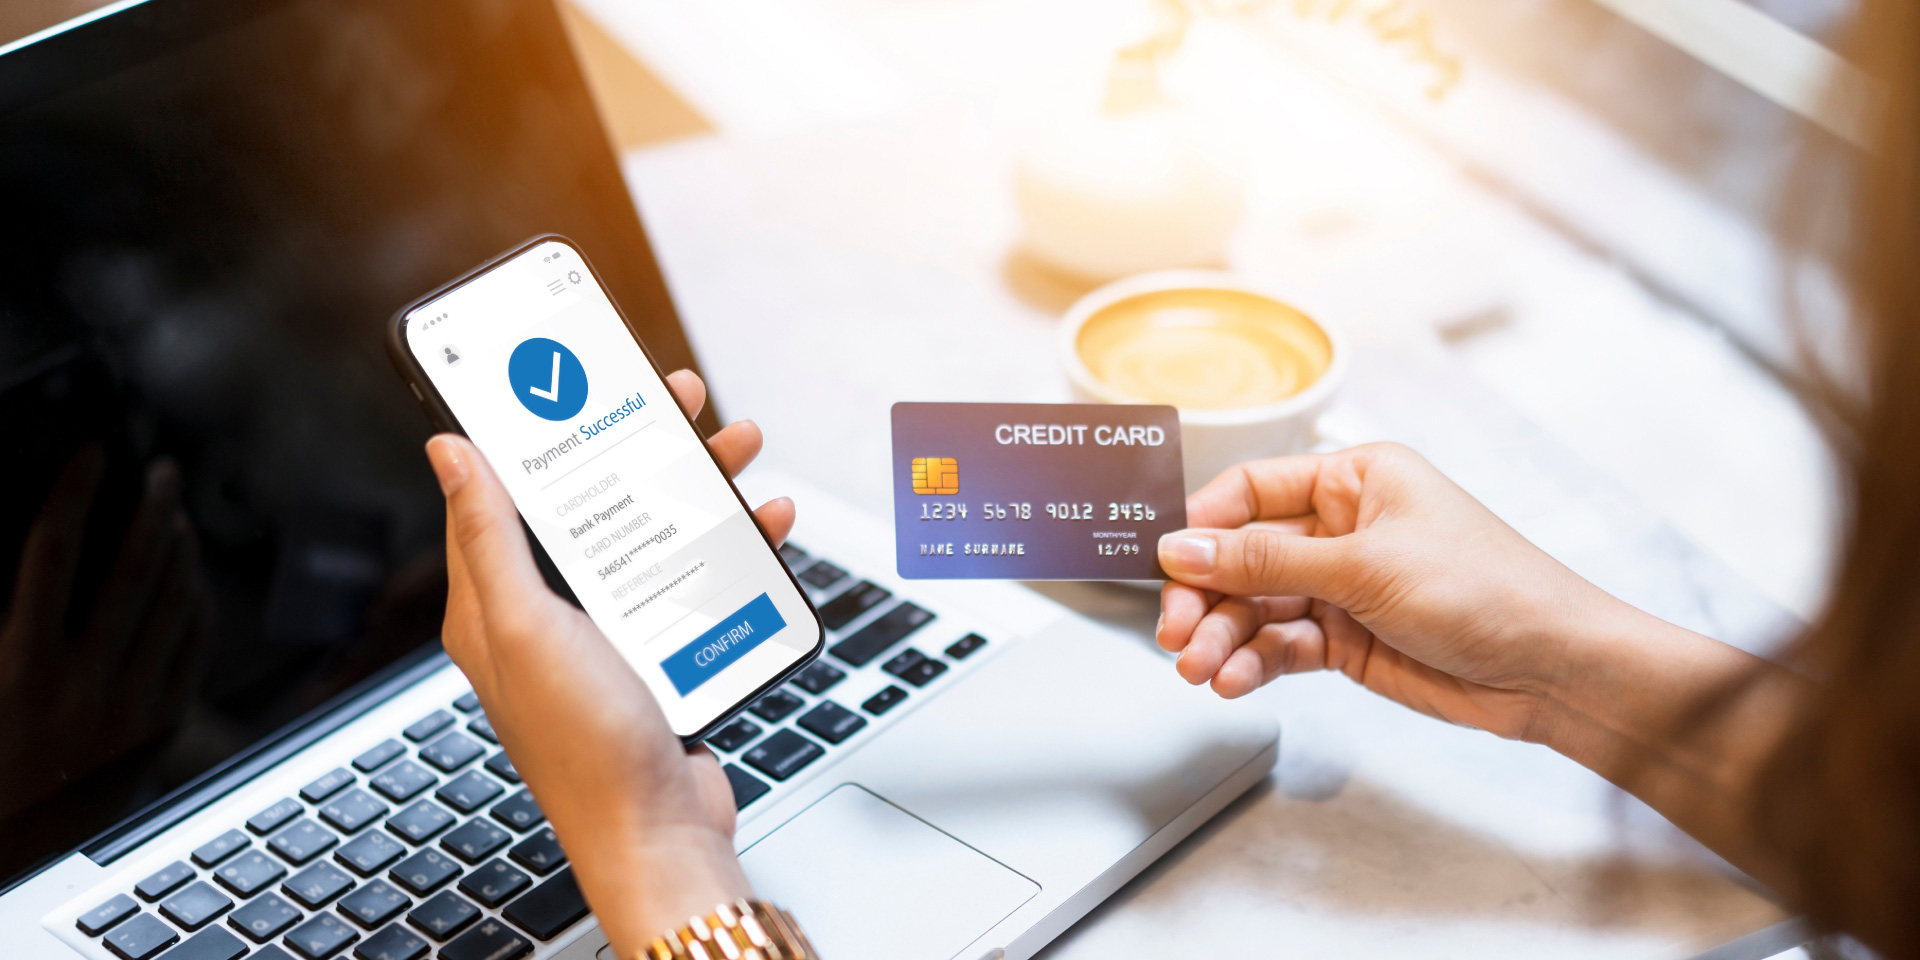 Payment Successful
CARDHOLDER
Bank Payment
CARD NUMBER
546541******0035
REFERENCE
CONFIRM
CREDIT CARD
1234 5678 9012 3456
MONTH/YEAR
NAME SURNAME 12/99